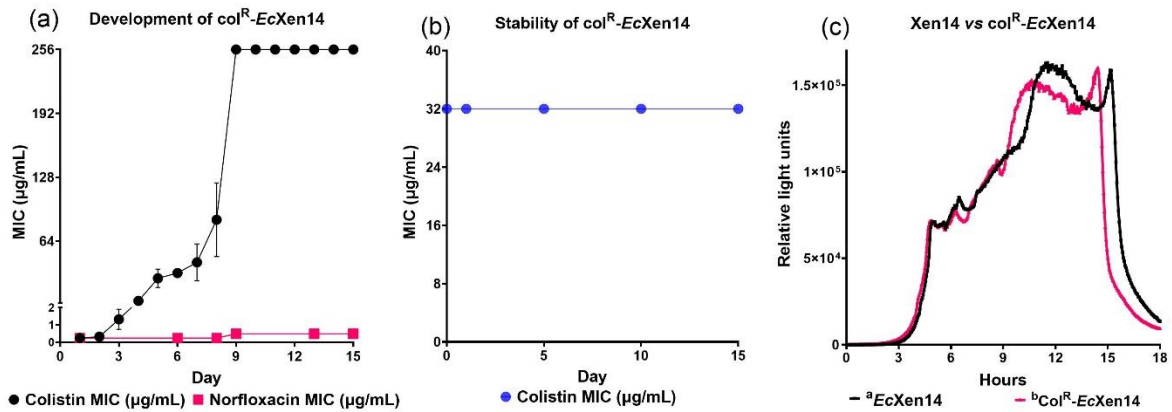 (a) Development of colᴿ-EcXen14
256
192
128
64
2
1
0
MIC (µg/mL)
0 3 6 9 12 15
Day
Colistin MIC (µg/mL) Norfloxacin MIC (µg/mL)
(b) Stability of colᴿ-EcXen14
40
32
24
16
8
0
MIC (µg/mL)
0 5 10 15
Day
Colistin MIC (µg/mL)
(c) Xen14 vs colᴿ-EcXen14
1.5×10⁵
1×10⁵
5×10⁴
0
Relative light units
0 3 6 9 12 15 18
Hours
ᵃEcXen14 ᵇColᴿ-EcXen14